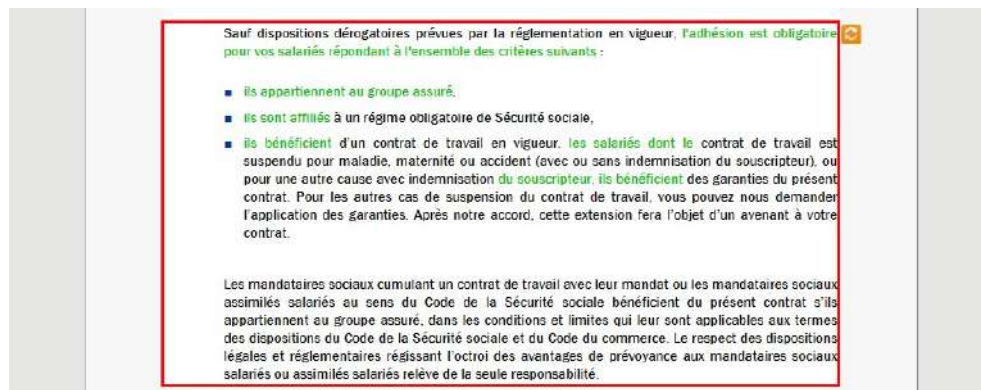 Sauf dispositions dérogatoires prévues par la réglementation en vigueur, l'adhésion est obligatoire
pour vos salariés répondant à l'ensemble des critères suivants :
ils appartiennent au groupe assuré,
ils sont affiliés à un régime obligatoire de Sécurité sociale,
ils bénéficient d'un contrat de travail en vigueur. les salariés dont le contrat de travail est
suspendu pour maladie, maternité ou accident (avec ou sans indemnisation du souscripteur), ou
pour une autre cause avec indemnisation du souscripteur, ils bénéficient des garanties du présent
contrat. Pour les autres cas de suspension du contrat de travail, vous pouvez nous demander
l'application des garanties. Après notre accord, cette extension fera l'objet d'un avenant à votre
contrat.
Les mandataires sociaux cumulant un contrat de travail avec leur mandat ou les mandataires sociaux
assimilés salariés au sens du Code de la Sécurité sociale bénéficient du présent contrat s'ils
appartiennent au groupe assuré, dans les conditions et limites qui leur sont applicables aux termes
des dispositions du Code de la Sécurité sociale et du Code du commerce. Le respect des dispositions
légales et réglementaires régissant l'octroi des avantages de prévoyance aux mandataires sociaux
salariés ou assimilés salariés relève de la seule responsabilité.